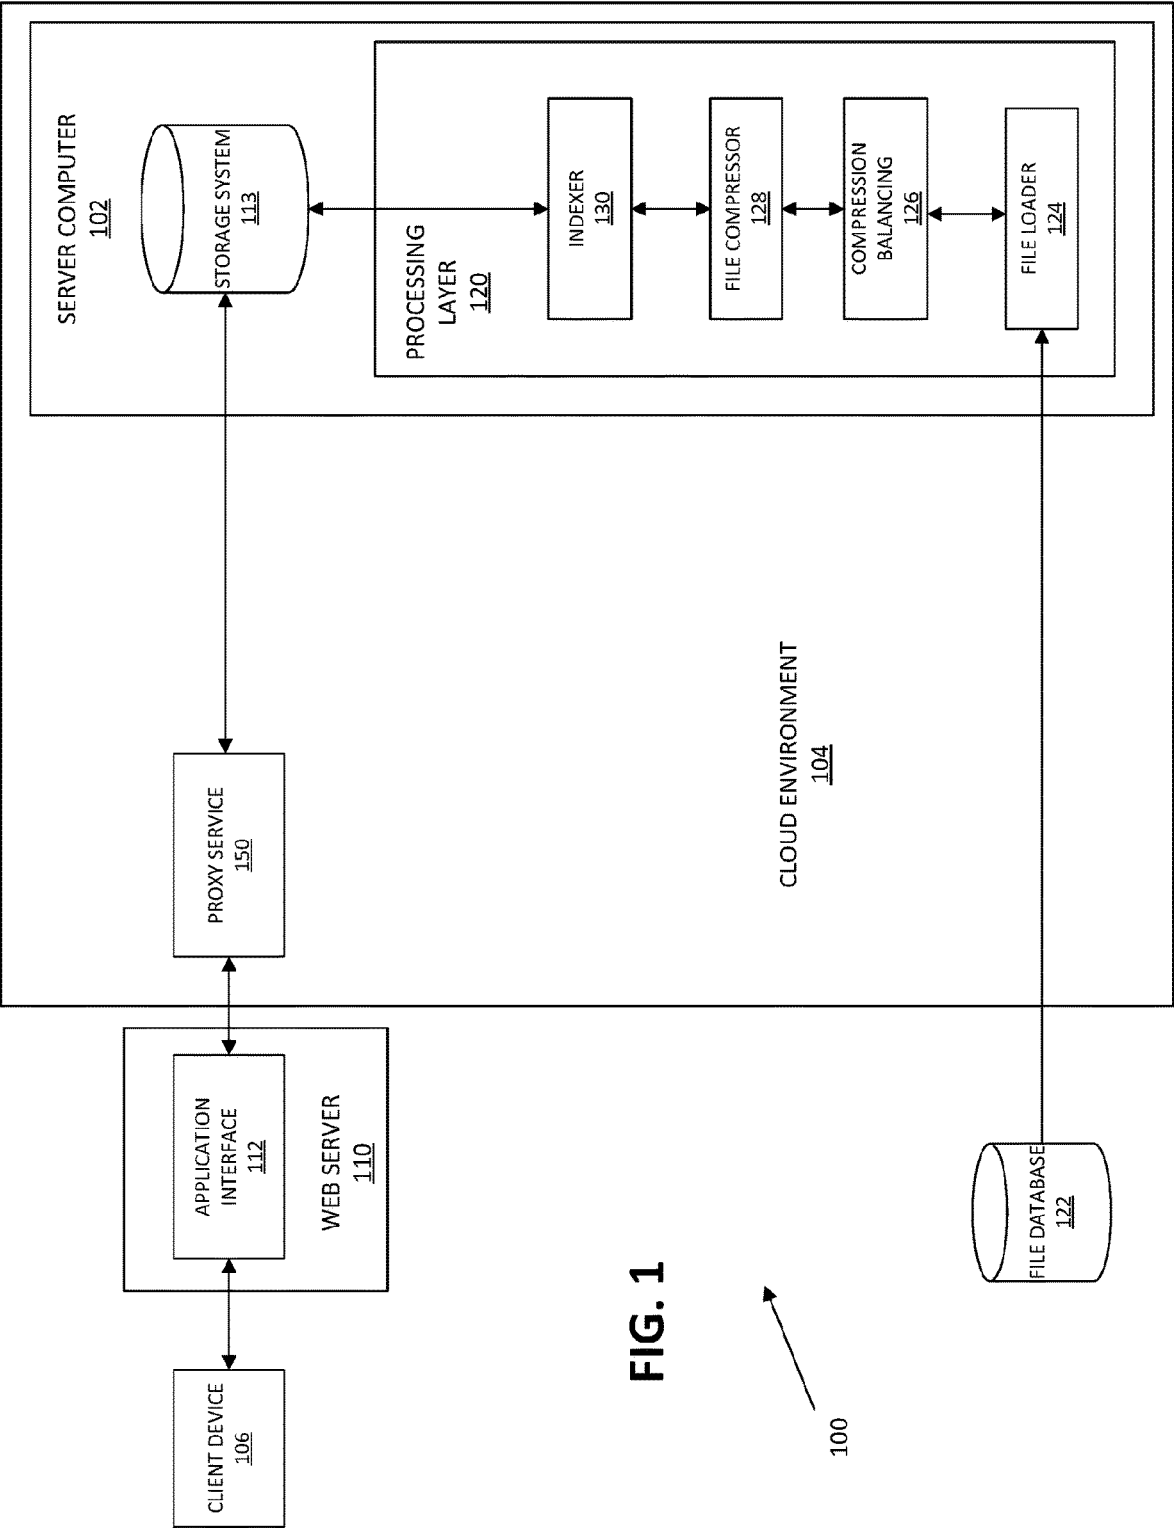 CLIENT DEVICE
106
APPLICATION
INTERFACE
112
WEB SERVER
110
PROXY SERVICE
150
SERVER COMPUTER
102
STORAGE SYSTEM
113
PROCESSING
LAYER
120
INDEXER
130
FILE COMPRESSOR
128
COMPRESSION
BALANCING
126
FILE LOADER
124
CLOUD ENVIRONMENT
104
FILE DATABASE
122
FIG. 1
100